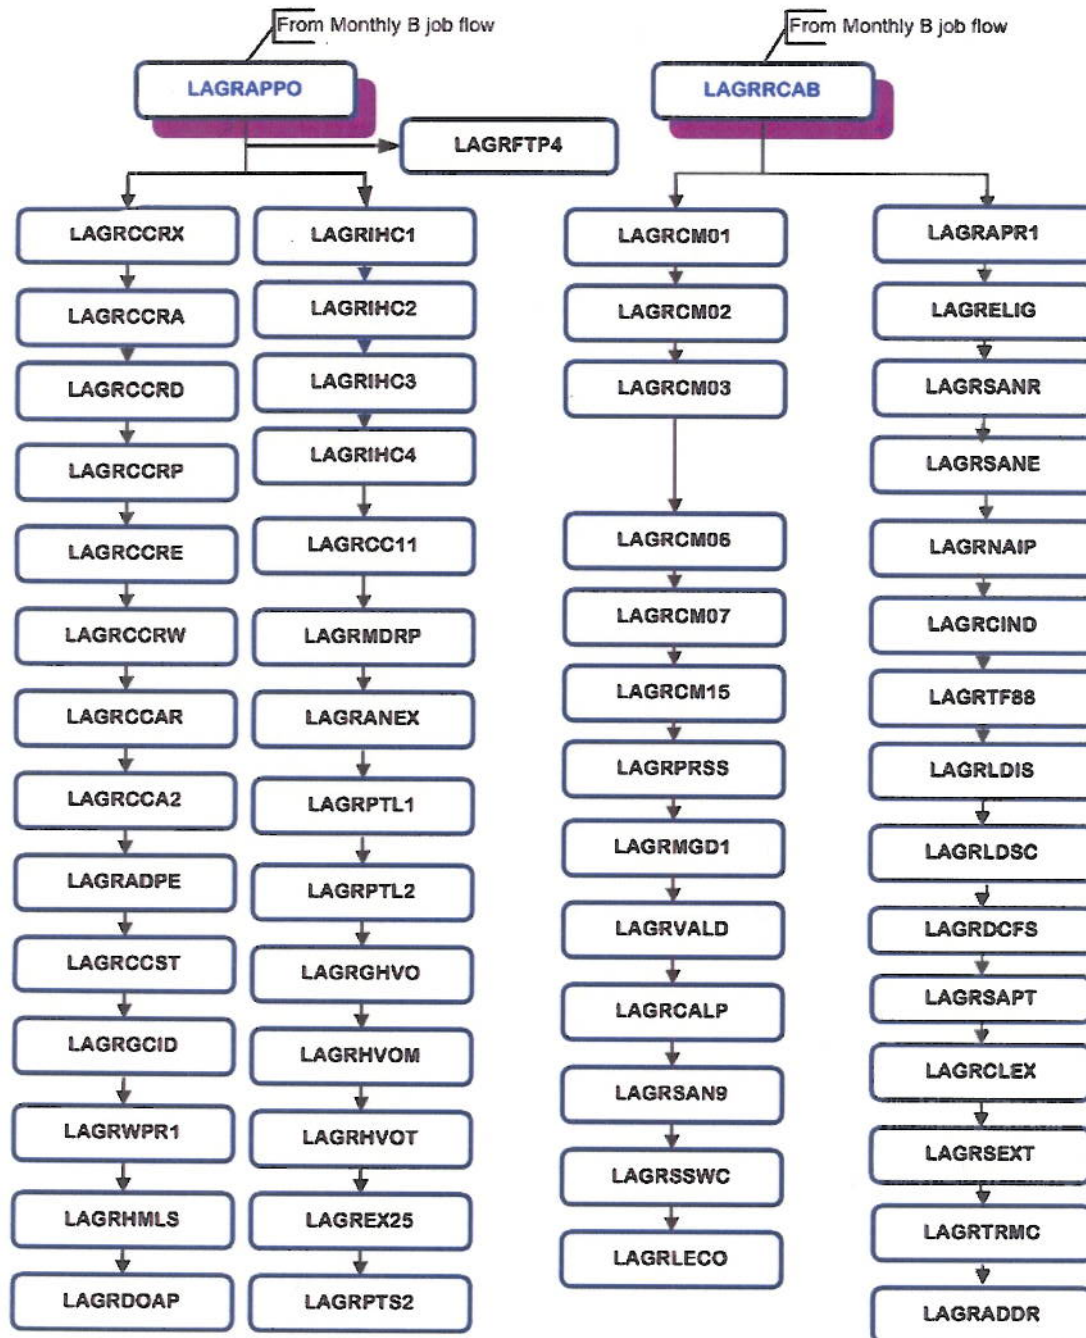 From Monthly B job flow
LAGRAPPO
LAGRFTP4
LAGRCCRX
LAGRCCRA
LAGRCCRD
LAGRCCRP
LAGRCCRE
LAGRCCRW
LAGRCCAR
LAGRCCA2
LAGRADPE
LAGRCCST
LAGRGCID
LAGRWPR1
LAGRHMLS
LAGRDOAP
LAGRIHC1
LAGRIHC2
LAGRIHC3
LAGRIHC4
LAGRCC11
LAGRMDRP
LAGRANEX
LAGRPTL1
LAGRPTL2
LAGRGHVO
LAGRHVOM
LAGRHVOT
LAGREX25
LAGRPTS2
From Monthly B job flow
LAGRRCAB
LAGRCM01
LAGRCM02
LAGRCM03
LAGRCM06
LAGRCM07
LAGRCM15
LAGRPRSS
LAGRMGD1
LAGRVALD
LAGRCALP
LAGRSAN9
LAGRSSWC
LAGRLECO
LAGRAPR1
LAGRELIG
LAGRSANR
LAGRSANE
LAGRNAIP
LAGRCIND
LAGRTF88
LAGRLDIS
LAGRLDSC
LAGRDCFS
LAGRSAPT
LAGRCLEX
LAGRSEXT
LAGRTRMC
LAGRADDR